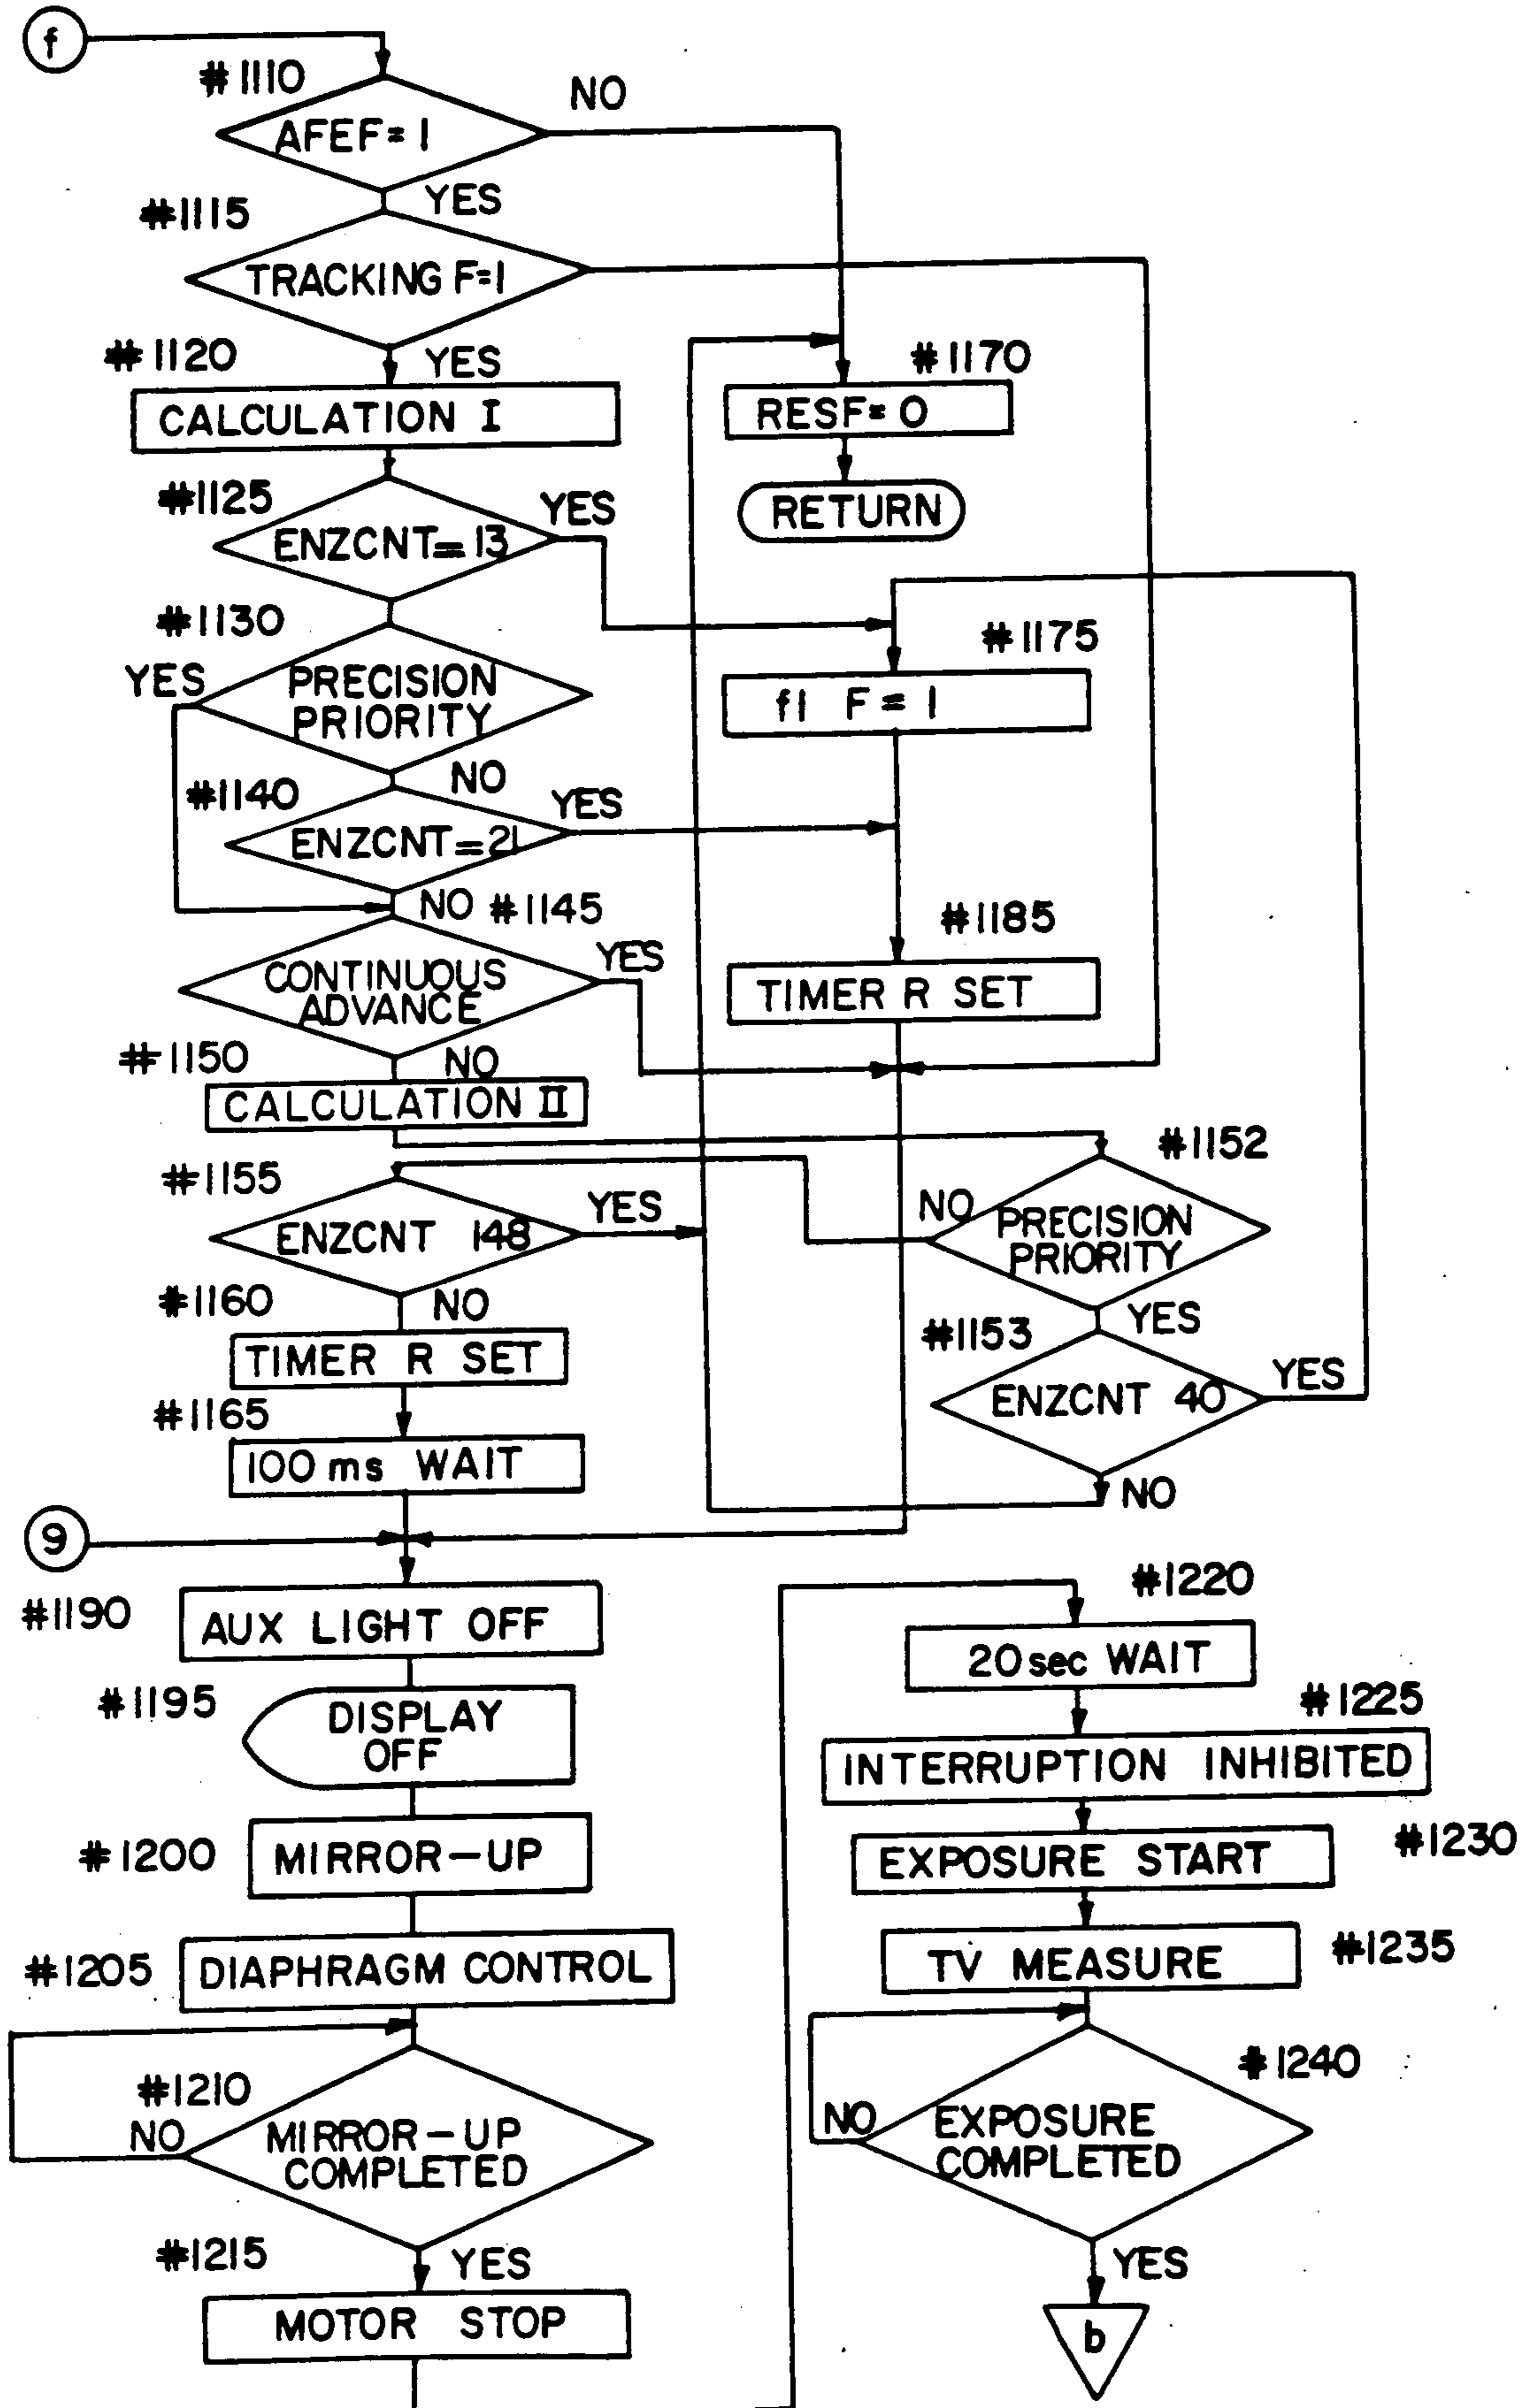 f
#1110
NO
AFEF=1
YES
#1115
TRACKING F=1
#1120
YES
#1170
CALCULATION I
RESF=0
#1125
YES
RETURN
ENZCNT=13
#1130
#1175
YES
PRECISION
PRIORITY
f1 F=1
NO
#1140
YES
ENZCNT=21
NO
#1145
#1185
YES
CONTINUOUS
ADVANCE
TIMER R SET
#1150
NO
CALCULATION II
#1152
#1155
YES
NO
ENZCNT 148
PRECISION
PRIORITY
#1160
NO
YES
#1153
TIMER R SET
YES
ENZCNT 40
#1165
100ms WAIT
NO
9
#1220
#1190
AUX LIGHT OFF
20sec WAIT
#1195
#1225
DISPLAY
OFF
INTERRUPTION INHIBITED
#1200
MIRROR-UP
#1230
EXPOSURE START
#1205
DIAPHRAGM CONTROL
#1235
TV MEASURE
#1210
#1240
NO
MIRROR-UP
COMPLETED
NO
EXPOSURE
COMPLETED
#1215
YES
YES
MOTOR STOP
b